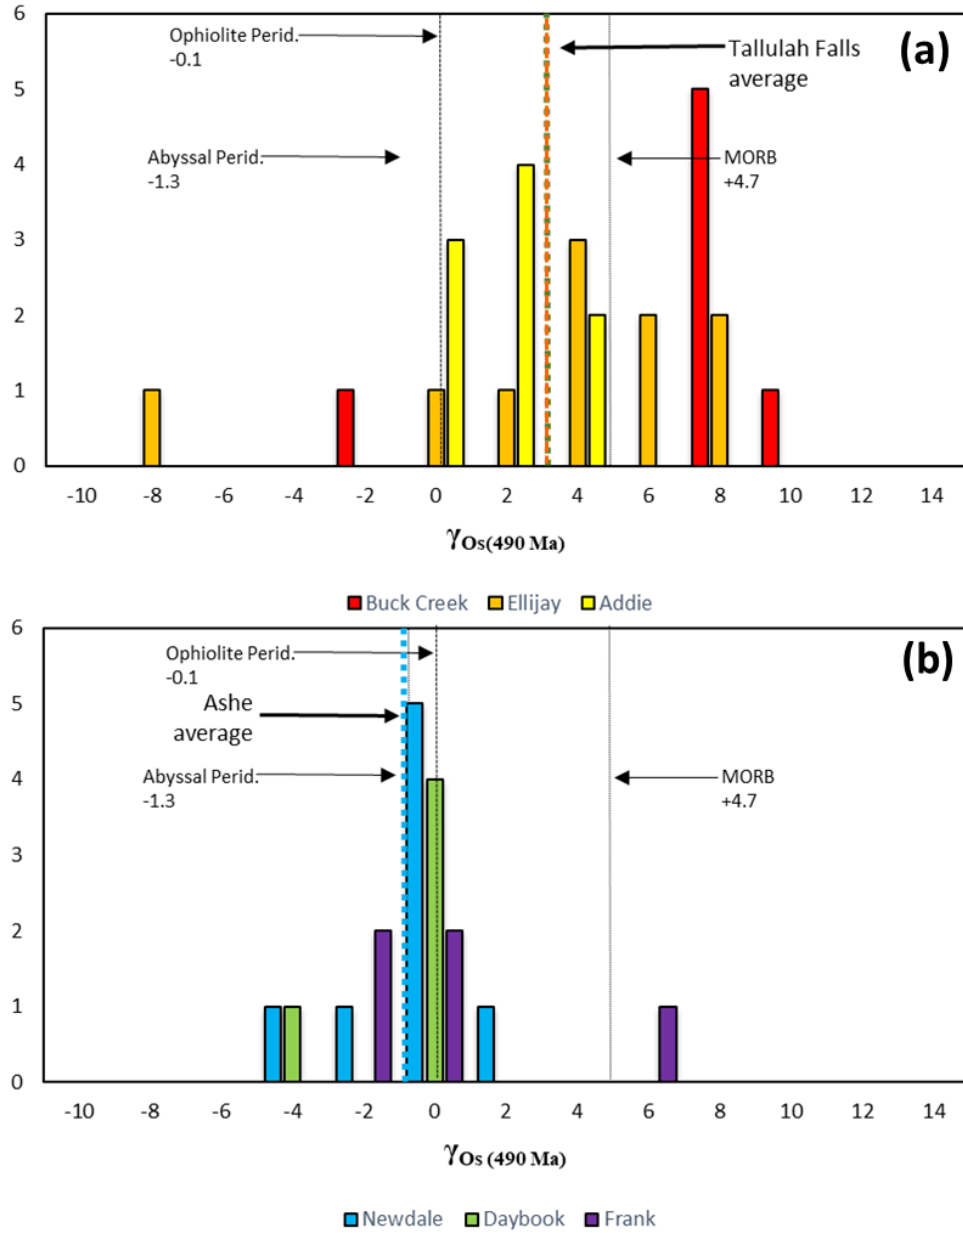 6
Ophiolite Perid.
-0.1
Tallulah Falls
average
(a)
5
Abyssal Perid.
-1.3
MORB
+4.7
4
3
2
1
0
-10 -8 -6 -4 -2 0 2 4 6 8 10 12 14
γOs(490 Ma)
Buck Creek Ellijay Addie
6
Ophiolite Perid.
-0.1
(b)
5
Ashe
average
Abyssal Perid.
-1.3
MORB
+4.7
4
3
2
1
0
-10 -8 -6 -4 -2 0 2 4 6 8 10 12 14
γOs (490 Ma)
Newdale Daybook Frank